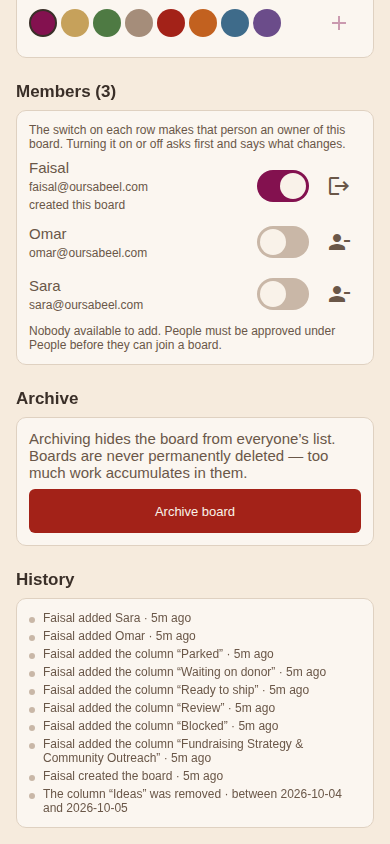 Members (3)
The switch on each row makes that person an owner of this
board. Turning it on or off asks first and says what changes.
Faisal
faisal@oursabeel.com
created this board
Omar
omar@oursabeel.com
Sara
sara@oursabeel.com
Nobody available to add. People must be approved under
People before they can join a board.
Archive
Archiving hides the board from everyone's list.
Boards are never permanently deleted — too
much work accumulates in them.
Archive board
History
Faisal added Sara · 5m ago
Faisal added Omar · 5m ago
Faisal added the column “Parked” · 5m ago
Faisal added the column “Waiting on donor” · 5m ago
Faisal added the column “Ready to ship” · 5m ago
Faisal added the column “Review” · 5m ago
Faisal added the column “Blocked” · 5m ago
Faisal added the column “Fundraising Strategy &
Community Outreach” · 5m ago
Faisal created the board · 5m ago
The column “Ideas” was removed · between 2026-10-04
and 2026-10-05